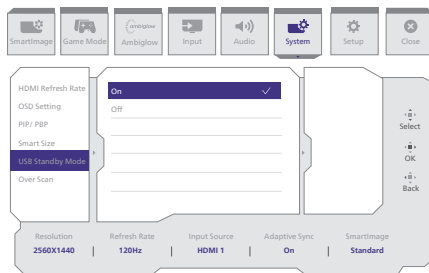 SmartImage
Game Mode
ambiglow
Ambiglow
Input
Audio
System
Setup
Close
HDMI Refresh Rate
OSD Setting
PIP/ PBP
Smart Size
USB Standby Mode
Over Scan
On
Off
Select
OK
Back
Resolution
Refresh Rate
Input Source
Adaptive Sync
SmartImage
2560X1440 | 120Hz | HDMI 1 | On | Standard